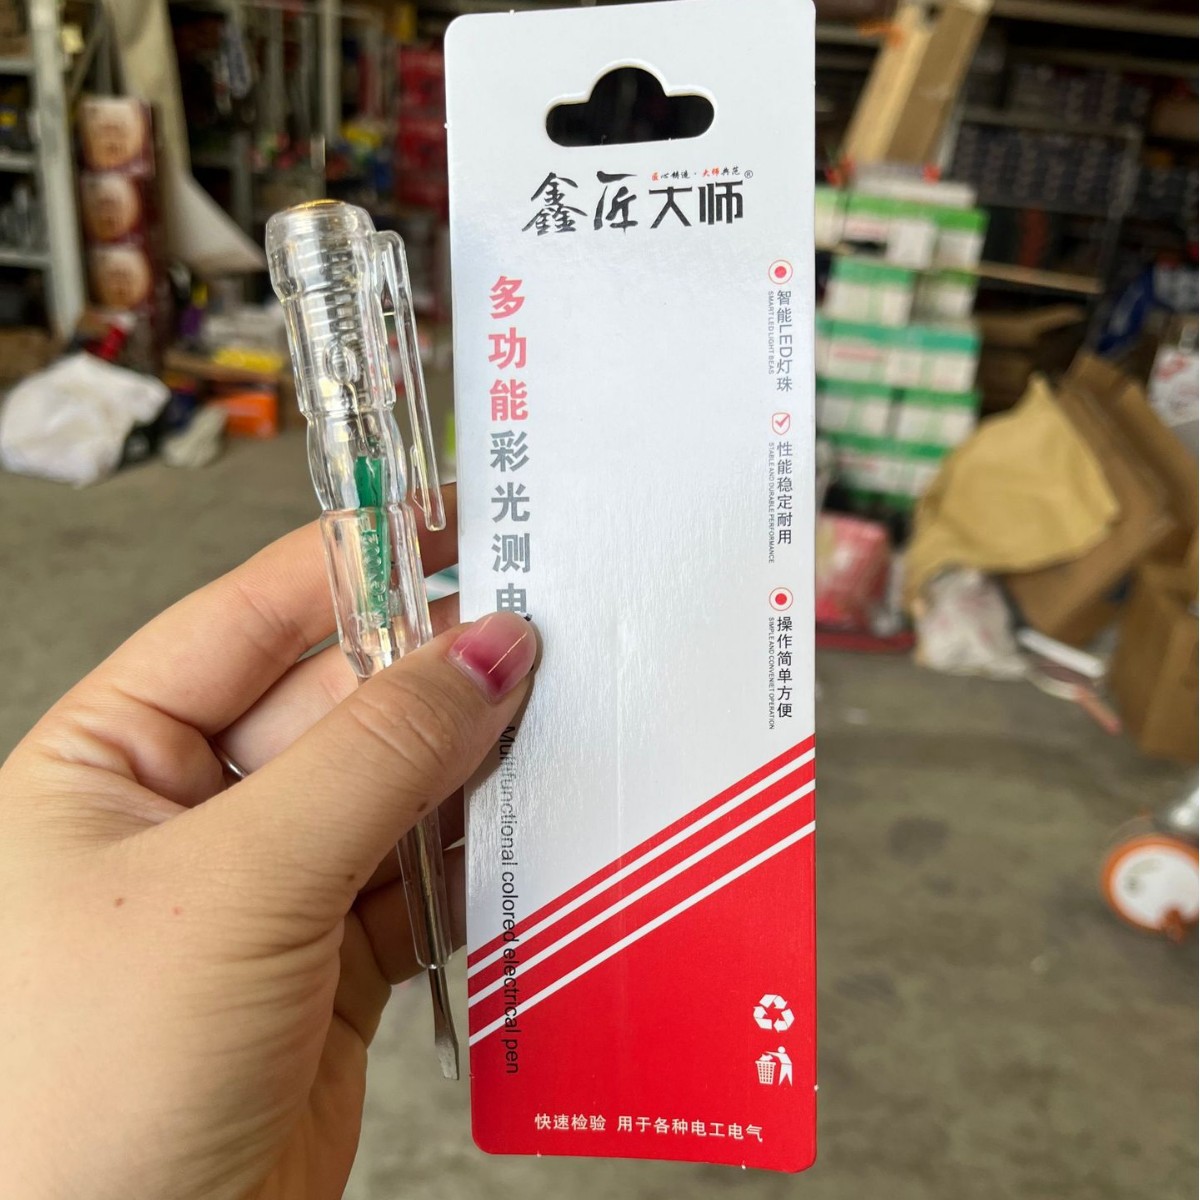 匠心精造·大师典范®
鑫匠大师
多功能彩光测电
Multifunctional colored electrical pen
智能LED灯珠
SMART LED LIGHT BEAS
性能稳定耐用
STABLE AND DURABLE PERFORMANCE
操作简单方便
SIMPLE AND CONVENIET OPERATION
快速检验 用于各种电工电气